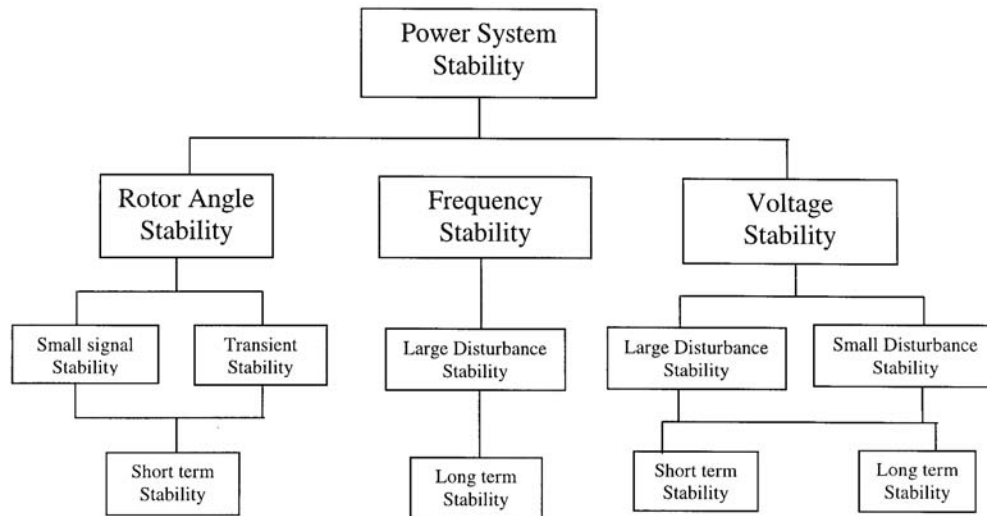 Power System
Stability
Rotor Angle
Stability
Frequency
Stability
Voltage
Stability
Small signal
Stability
Transient
Stability
Large Disturbance
Stability
Large Disturbance
Stability
Small Disturbance
Stability
Short term
Stability
Long term
Stability
Short term
Stability
Long term
Stability